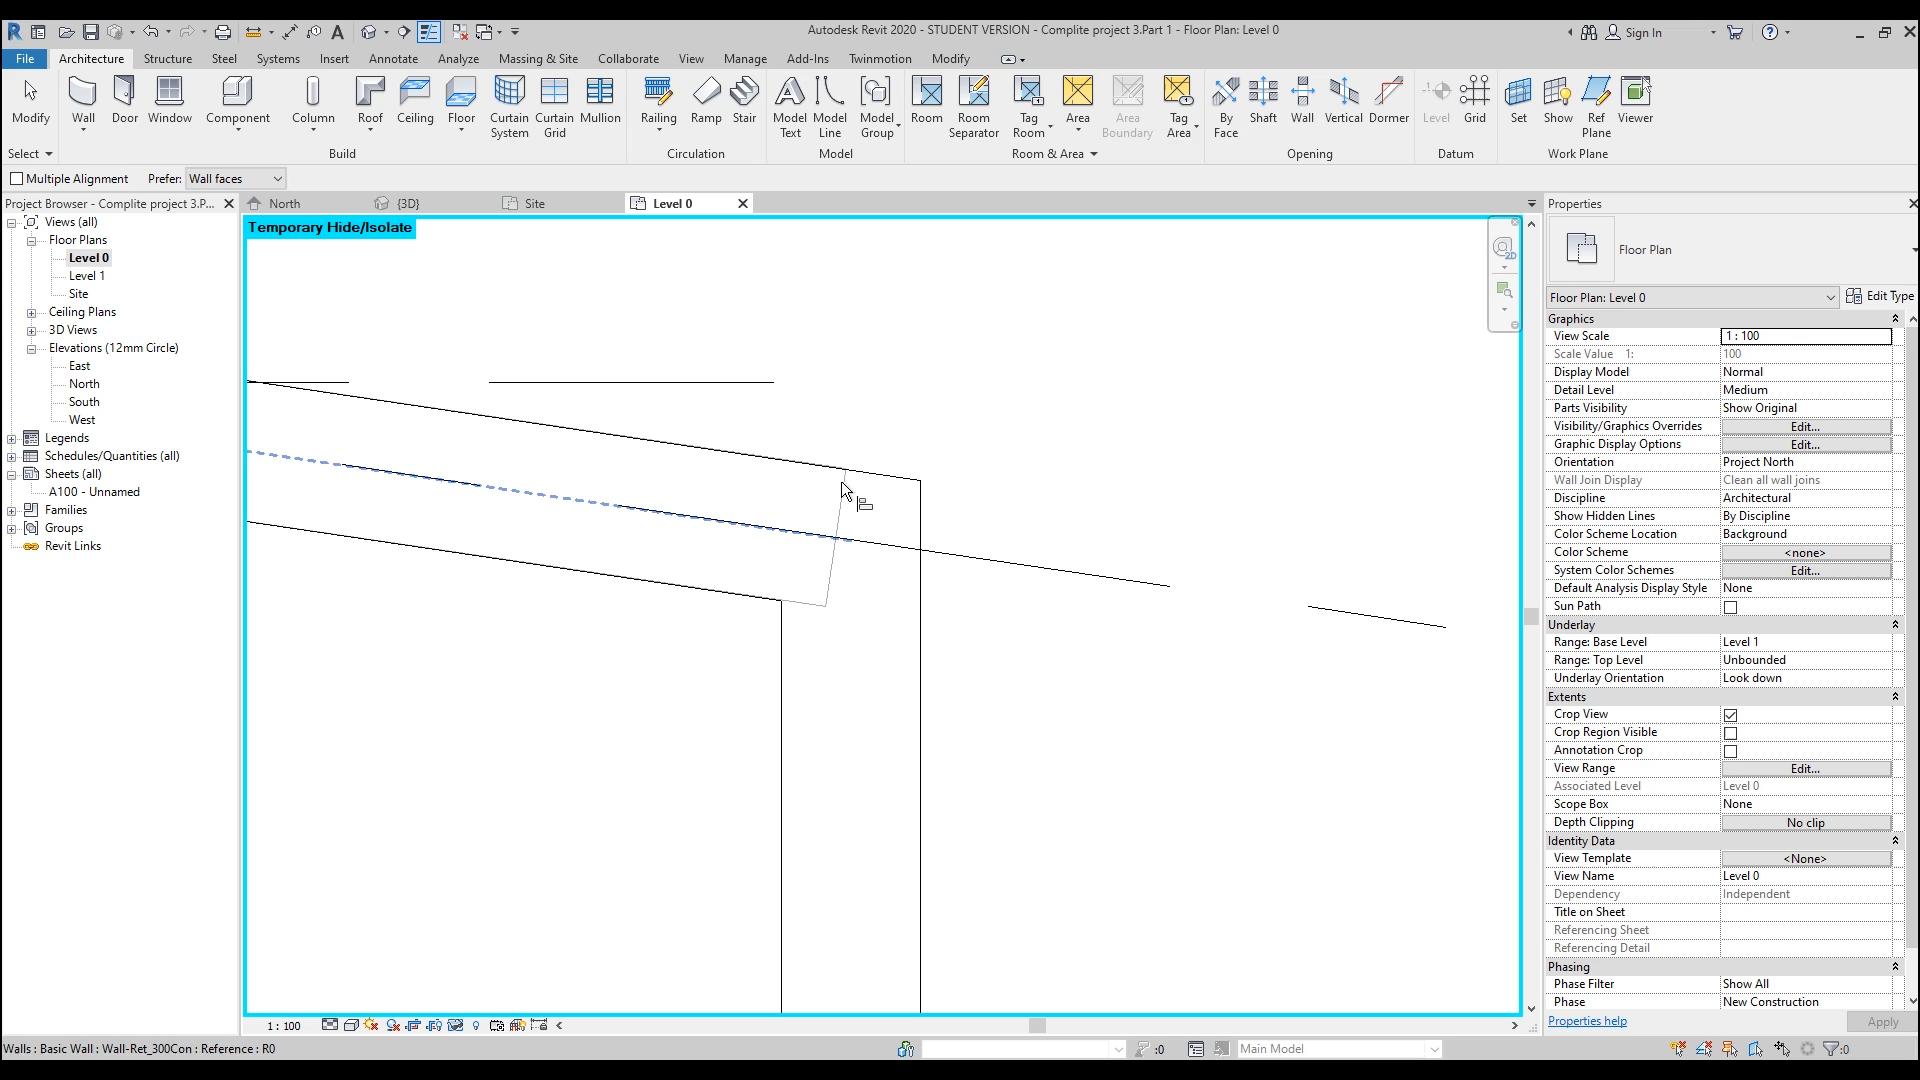 Autodesk Revit 2020 - STUDENT VERSION - Complite project 3.Part 1 - Floor Plan: Level 0
Sign In
File Architecture Structure Steel Systems Insert Annotate Analyze Massing & Site Collaborate View Manage Add-Ins Twinmotion Modify
Modify Wall Door Window Component Column Roof Ceiling Floor Curtain System Curtain Grid Mullion Railing Ramp Stair Model Text Model Line Model Group Room Room Separator Tag Room Area Area Boundary Tag Area By Face Shaft Wall Vertical Dormer Level Grid Set Show Ref Plane Viewer
Select Build Circulation Model Room & Area Opening Datum Work Plane
Multiple Alignment Prefer: Wall faces
Project Browser - Complite project 3.P...
North {3D} Site Level 0
Views (all)
Floor Plans
Level 0
Level 1
Site
Ceiling Plans
3D Views
Elevations (12mm Circle)
East
North
South
West
Legends
Schedules/Quantities (all)
Sheets (all)
A100 - Unnamed
Families
Groups
Revit Links
Temporary Hide/Isolate
2D
Properties
Floor Plan
Floor Plan: Level 0 Edit Type
Graphics
View Scale 1 : 100
Scale Value 1: 100
Display Model Normal
Detail Level Medium
Parts Visibility Show Original
Visibility/Graphics Overrides Edit...
Graphic Display Options Edit...
Orientation Project North
Wall Join Display Clean all wall joins
Discipline Architectural
Show Hidden Lines By Discipline
Color Scheme Location Background
Color Scheme <none>
System Color Schemes Edit...
Default Analysis Display Style None
Sun Path
Underlay
Range: Base Level Level 1
Range: Top Level Unbounded
Underlay Orientation Look down
Extents
Crop View
Crop Region Visible
Annotation Crop
View Range Edit...
Associated Level Level 0
Scope Box None
Depth Clipping No clip
Identity Data
View Template <None>
View Name Level 0
Dependency Independent
Title on Sheet
Referencing Sheet
Referencing Detail
Phasing
Phase Filter Show All
Phase New Construction
Properties help Apply
1 : 100
Walls : Basic Wall : Wall-Ret_300Con : Reference : R0
:0 Main Model :0